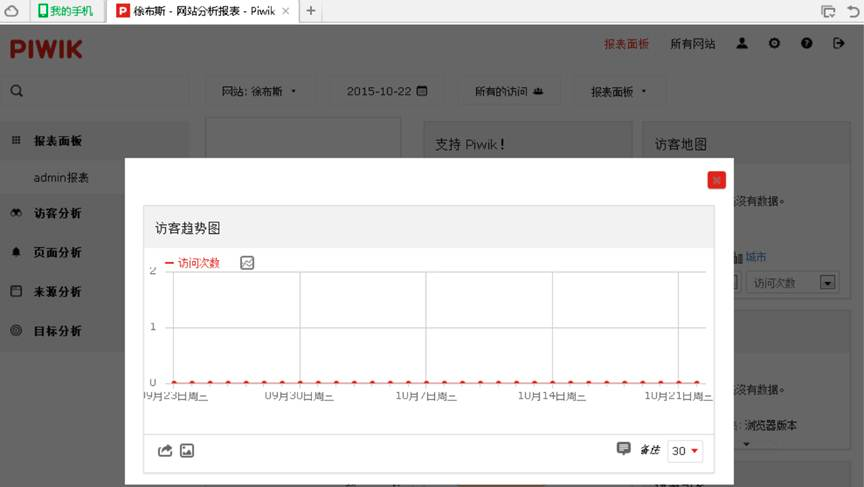 我的手机
徐布斯 - 网站分析报表 - Piwik
PIWIK
报表面板 所有网站
网站: 徐布斯
2015-10-22
所有的访问
报表面板
报表面板
admin报表
访客分析
页面分析
来源分析
目标分析
支持 Piwik!
访客地图
没有数据。
城市
访问次数
没有数据。
浏览器版本
访客趋势图
访问次数
2
1
0
09月23日周三 09月30日周三 10月7日周三 10月14日周三 10月21日周三
备注 30